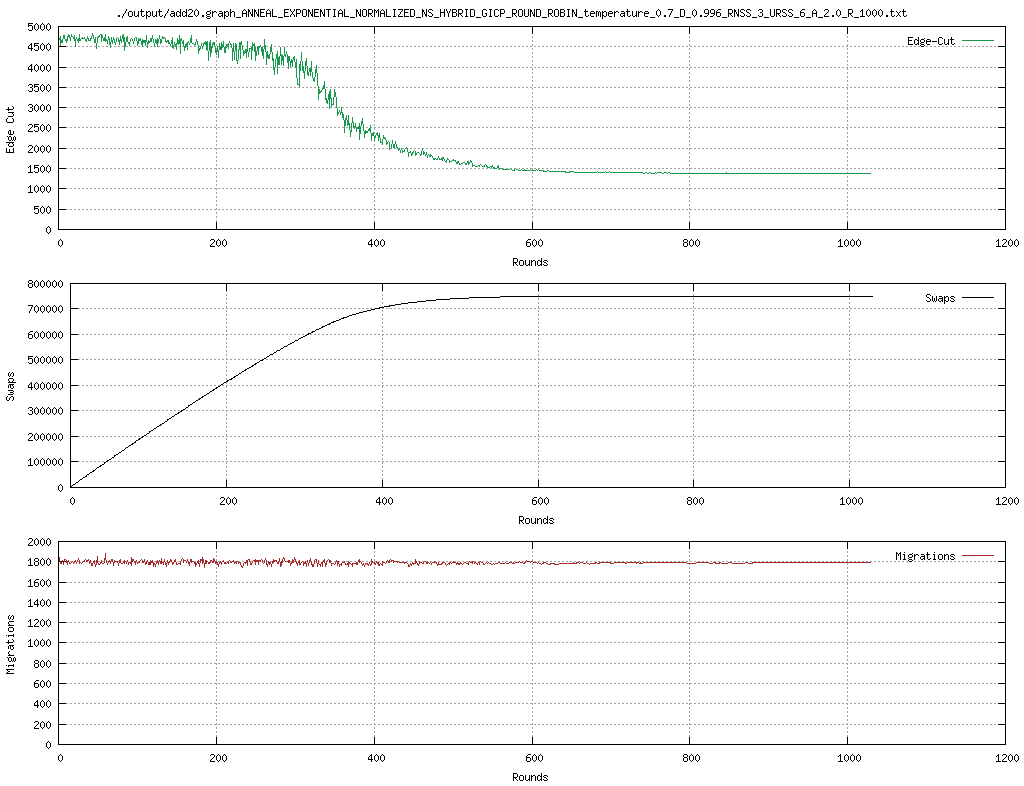 ./output/add20.graph_ANNEAL_EXPONENTIAL_NORMALIZED_NS_HYBRID_GICP_ROUND_ROBIN_temperature_0.7_D_0.996_RNSS_3_URSS_6_A_2.0_R_1000.txt
5000
4500
4000
3500
3000
2500
2000
1500
1000
500
0
Edge Cut
Edge-Cut
0 200 400 600 800 1000 1200
Rounds
800000
700000
600000
500000
400000
300000
200000
100000
0
Swaps
Swaps
0 200 400 600 800 1000 1200
Rounds
2000
1800
1600
1400
1200
1000
800
600
400
200
0
Migrations
Migrations
0 200 400 600 800 1000 1200
Rounds